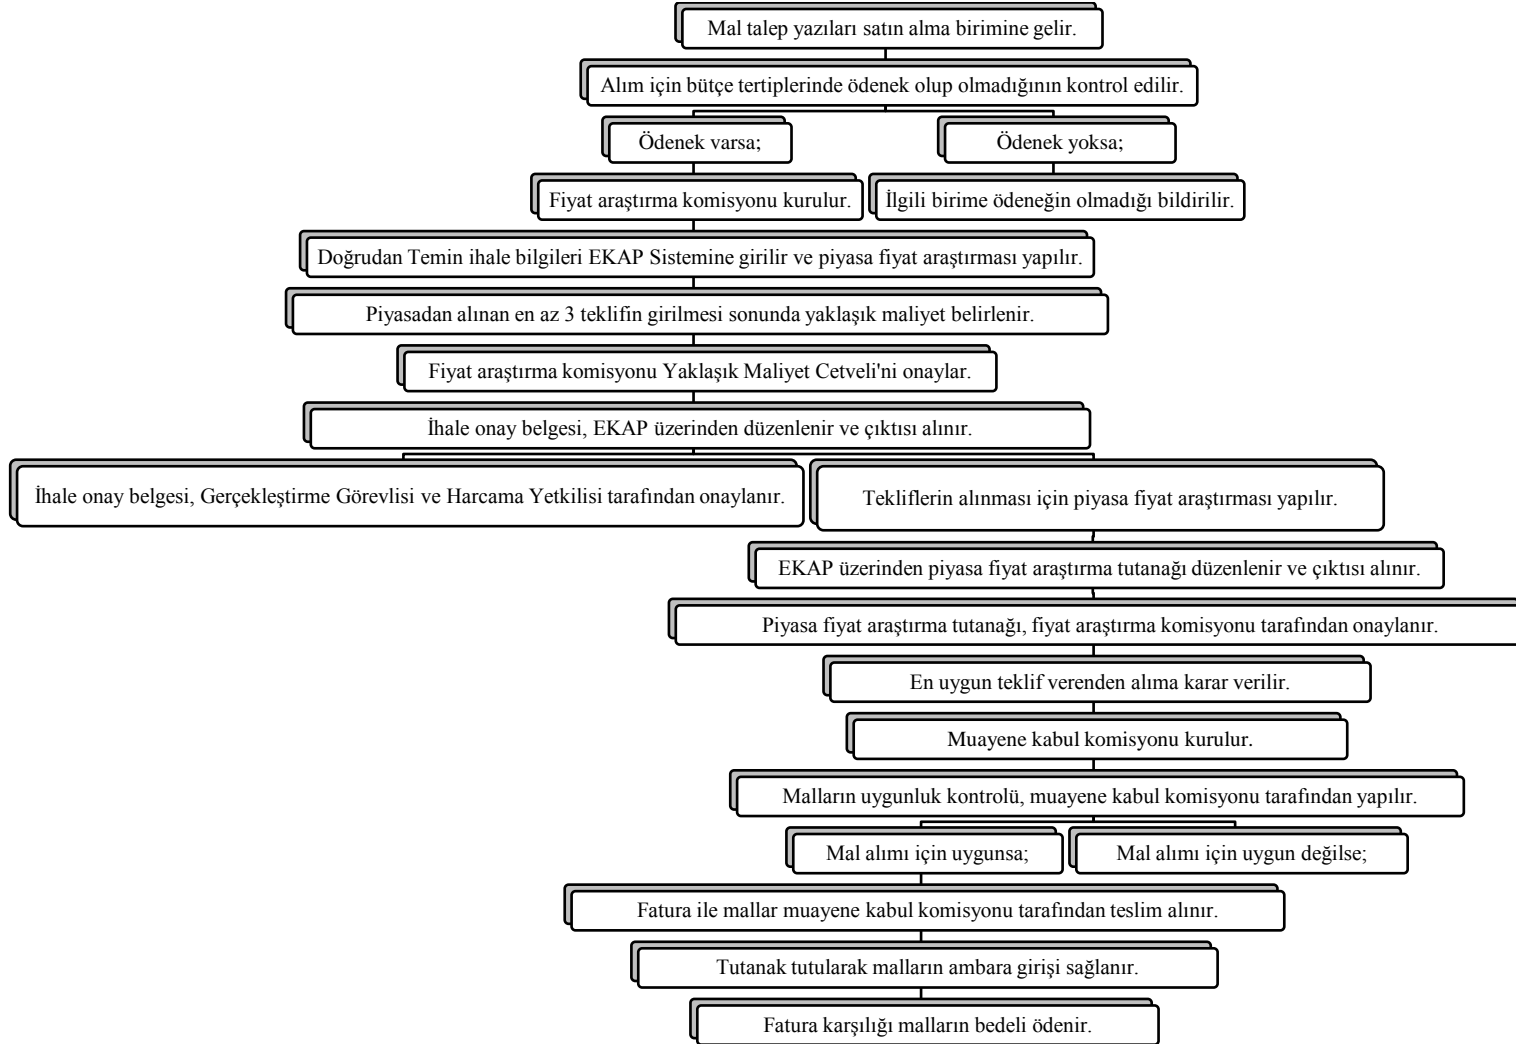 Mal talep yazıları satın alma birimine gelir.
Alım için bütçe tertiplerinde ödenek olup olmadığının kontrol edilir.
Ödenek varsa;
Ödenek yoksa;
Fiyat araştırma komisyonu kurulur.
İlgili birime ödeneğin olmadığı bildirilir.
Doğrudan Temin ihale bilgileri EKAP Sistemine girilir ve piyasa fiyat araştırması yapılır.
Piyasadan alınan en az 3 teklifin girilmesi sonunda yaklaşık maliyet belirlenir.
Fiyat araştırma komisyonu Yaklaşık Maliyet Cetveli'ni onaylar.
İhale onay belgesi, EKAP üzerinden düzenlenir ve çıktısı alınır.
İhale onay belgesi, Gerçekleştirme Görevlisi ve Harcama Yetkilisi tarafından onaylanır.
Tekliflerin alınması için piyasa fiyat araştırması yapılır.
EKAP üzerinden piyasa fiyat araştırma tutanağı düzenlenir ve çıktısı alınır.
Piyasa fiyat araştırma tutanağı, fiyat araştırma komisyonu tarafından onaylanır.
En uygun teklif verenden alıma karar verilir.
Muayene kabul komisyonu kurulur.
Malların uygunluk kontrolü, muayene kabul komisyonu tarafından yapılır.
Mal alımı için uygunsa;
Mal alımı için uygun değilse;
Fatura ile mallar muayene kabul komisyonu tarafından teslim alınır.
Tutanak tutularak malların ambara girişi sağlanır.
Fatura karşılığı malların bedeli ödenir.